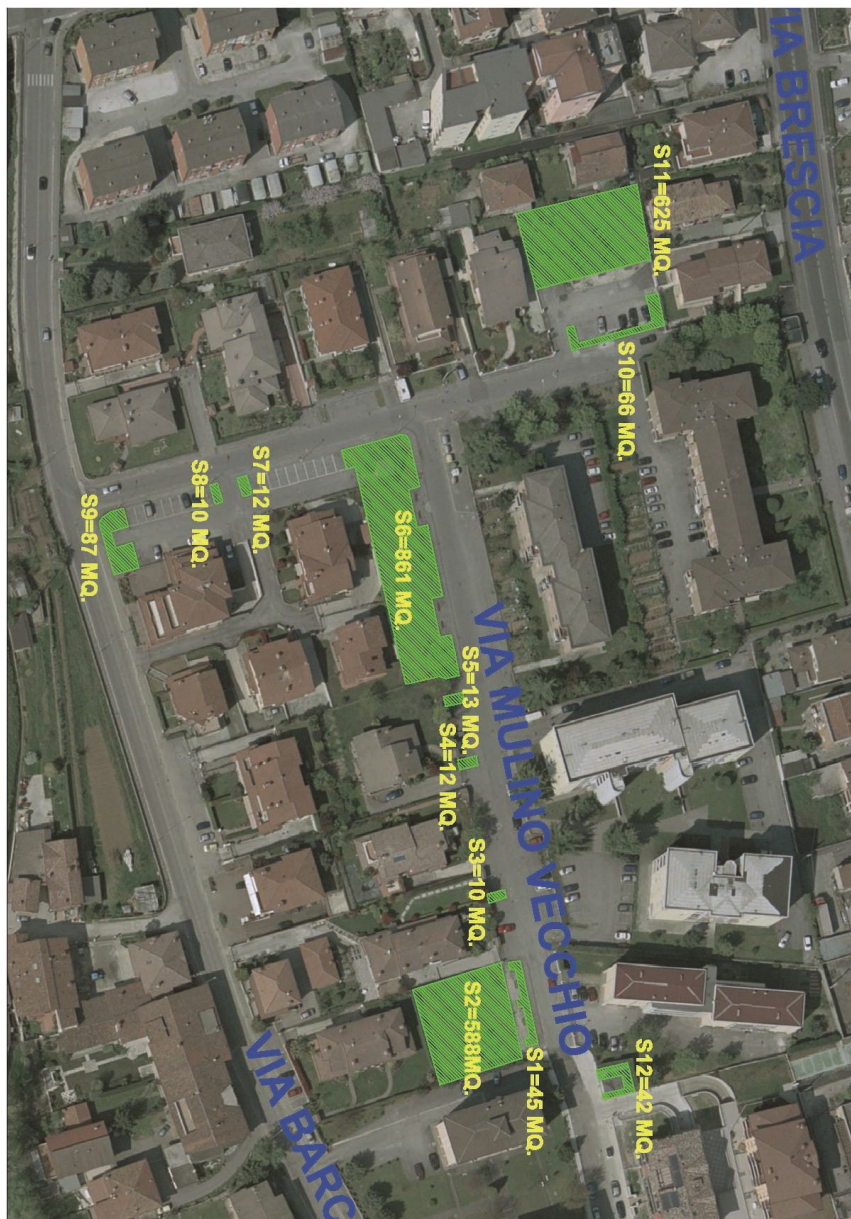 VIA BRESCIA
S11=625 MQ.
S10=66 MQ.
S6=861 MQ.
S7=12 MQ.
S8=10 MQ.
S9=87 MQ.
VIA MULINO VECCHIO
S5=13 MQ.
S4=12 MQ.
S3=10 MQ.
S2=588MQ.
S1=45 MQ.
S12=42 MQ.
VIA BARC